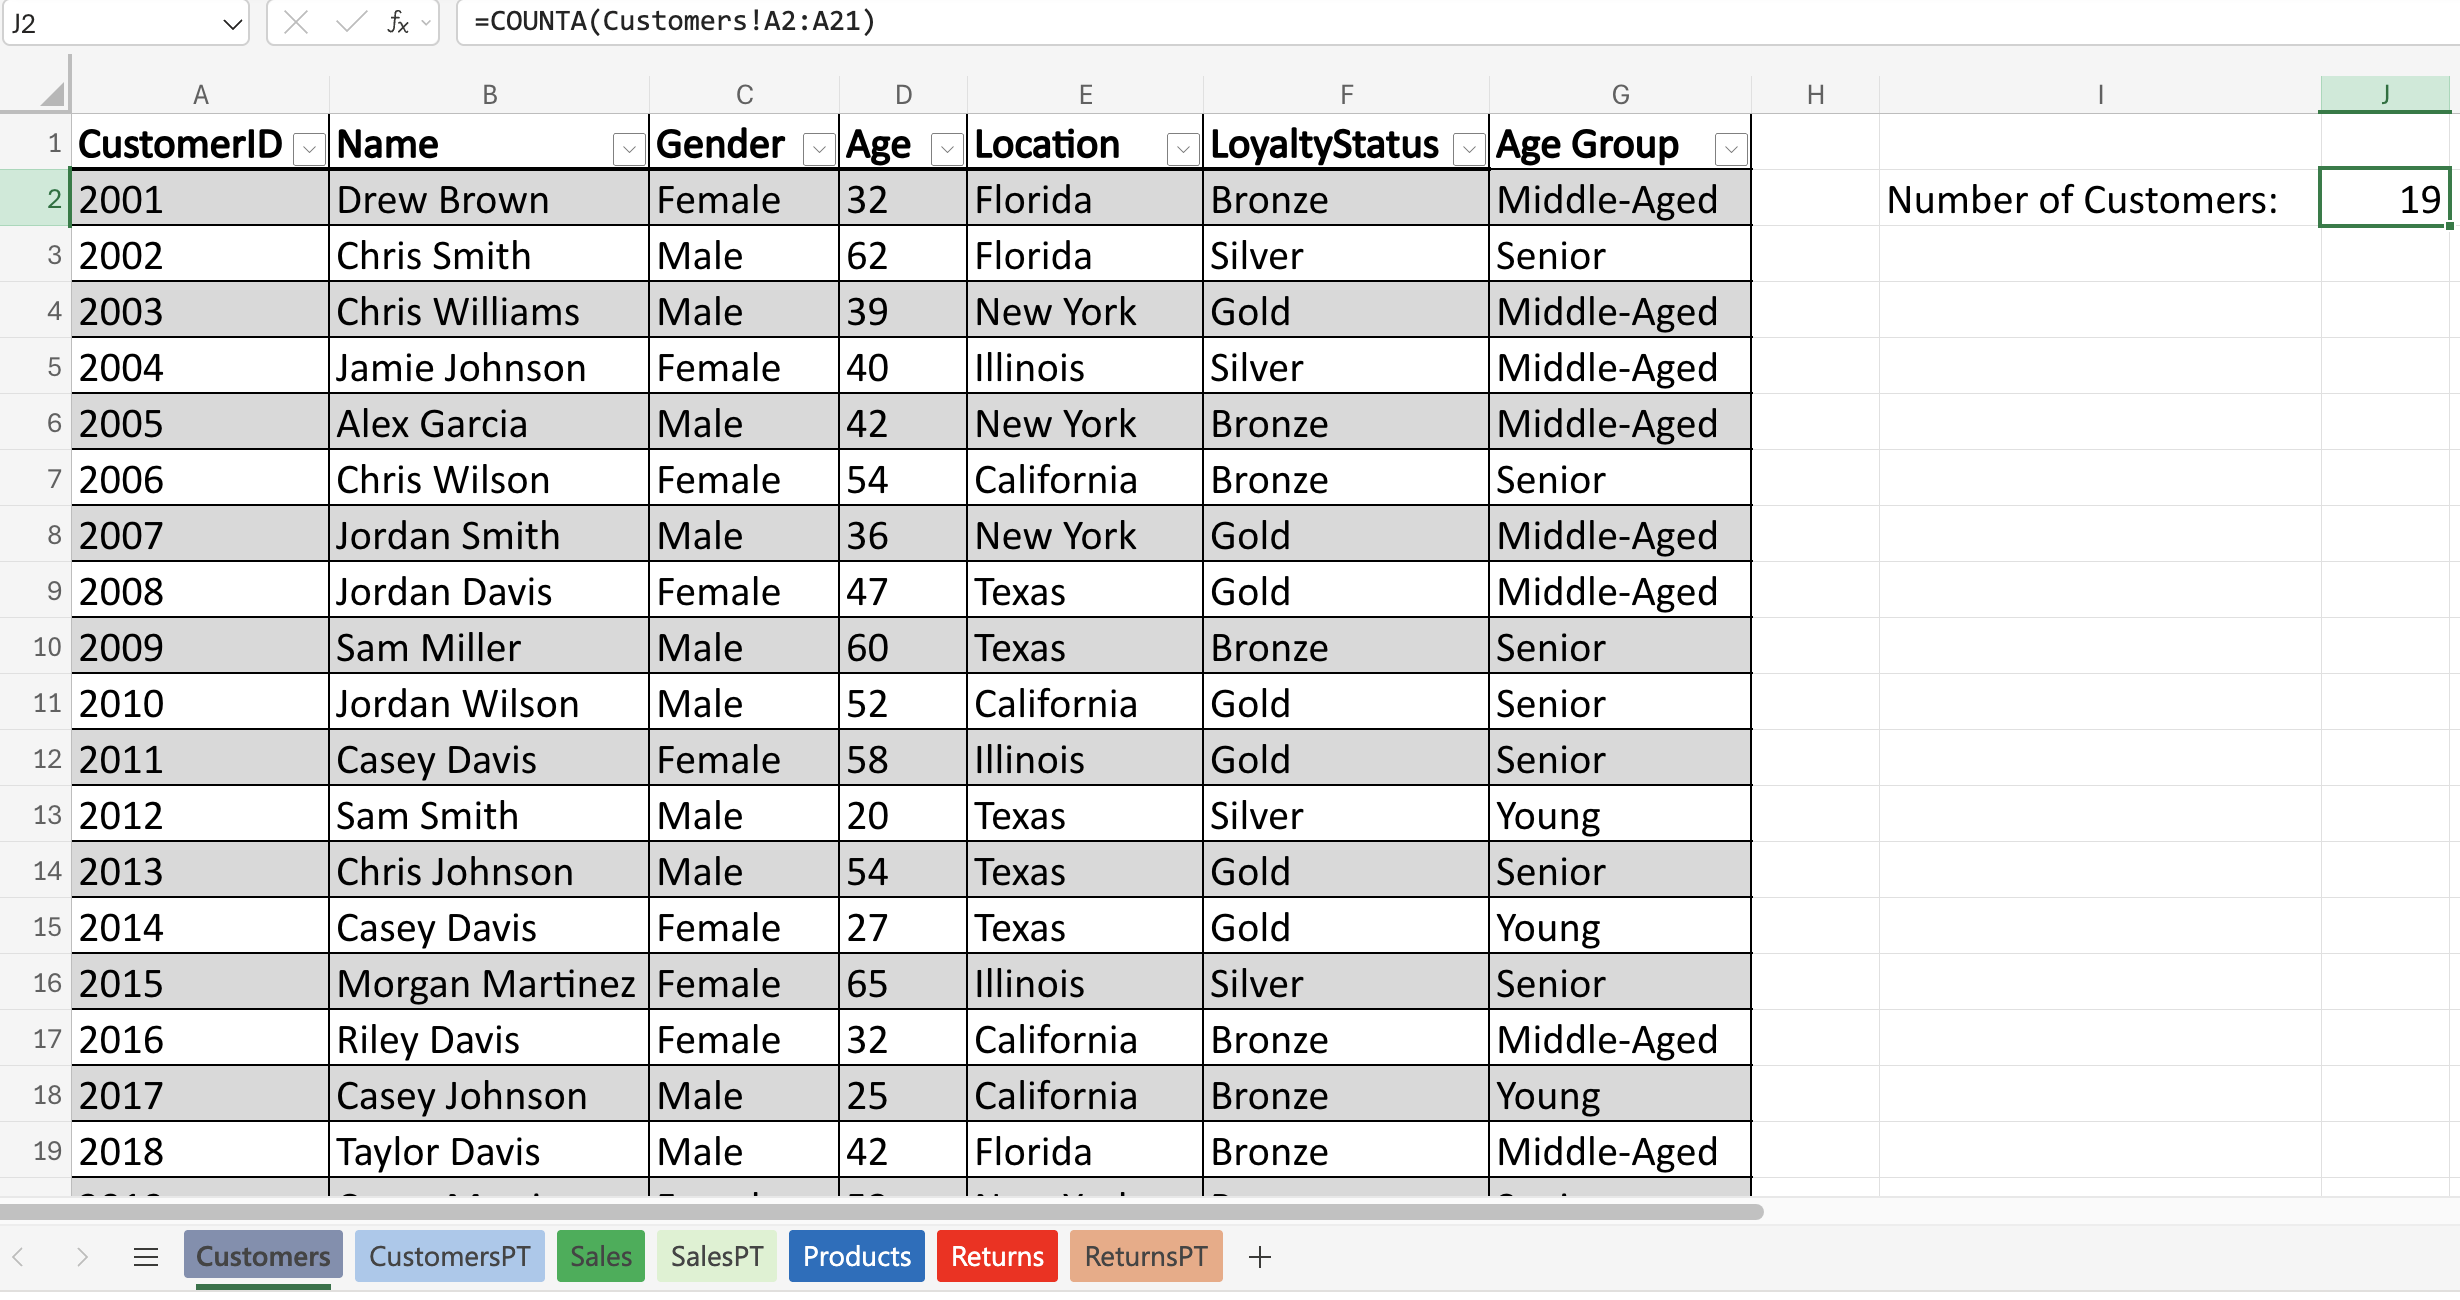 J2 fx =COUNTA(Customers!A2:A21)
A B C D E F G H I J
1 CustomerID Name Gender Age Location LoyaltyStatus Age Group
2 2001 Drew Brown Female 32 Florida Bronze Middle-Aged Number of Customers: 19
3 2002 Chris Smith Male 62 Florida Silver Senior
4 2003 Chris Williams Male 39 New York Gold Middle-Aged
5 2004 Jamie Johnson Female 40 Illinois Silver Middle-Aged
6 2005 Alex Garcia Male 42 New York Bronze Middle-Aged
7 2006 Chris Wilson Female 54 California Bronze Senior
8 2007 Jordan Smith Male 36 New York Gold Middle-Aged
9 2008 Jordan Davis Female 47 Texas Gold Middle-Aged
10 2009 Sam Miller Male 60 Texas Bronze Senior
11 2010 Jordan Wilson Male 52 California Gold Senior
12 2011 Casey Davis Female 58 Illinois Gold Senior
13 2012 Sam Smith Male 20 Texas Silver Young
14 2013 Chris Johnson Male 54 Texas Gold Senior
15 2014 Casey Davis Female 27 Texas Gold Young
16 2015 Morgan Martinez Female 65 Illinois Silver Senior
17 2016 Riley Davis Female 32 California Bronze Middle-Aged
18 2017 Casey Johnson Male 25 California Bronze Young
19 2018 Taylor Davis Male 42 Florida Bronze Middle-Aged
Customers CustomersPT Sales SalesPT Products Returns ReturnsPT